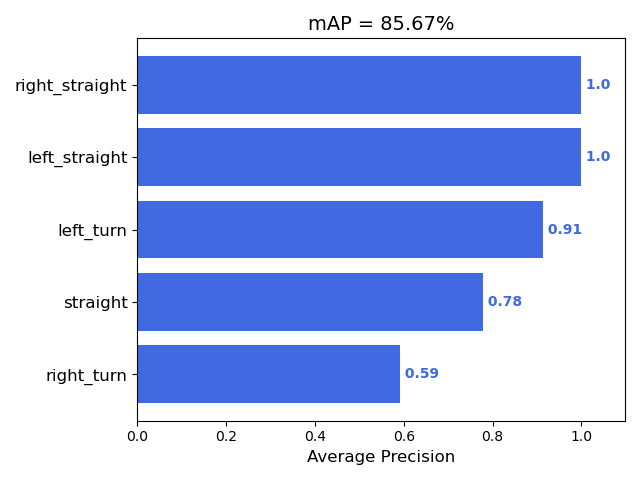 mAP = 85.67%
right_straight 1.0
left_straight 1.0
left_turn 0.91
straight 0.78
right_turn 0.59
0.0 0.2 0.4 0.6 0.8 1.0
Average Precision